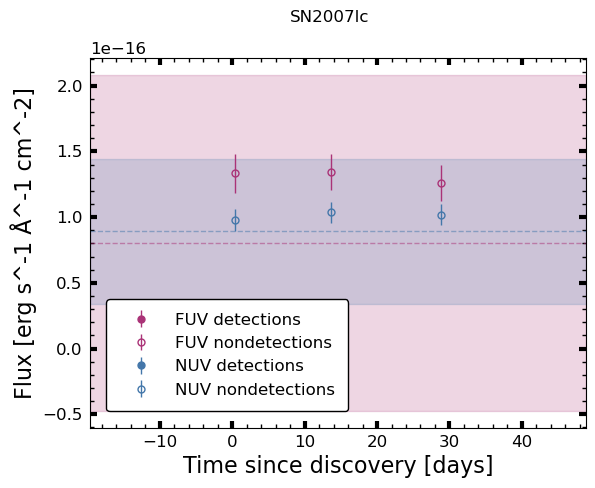 SN2007lc
1e−16
2.0
1.5
1.0
0.5
0.0
−0.5
Flux [erg s^-1 Å^-1 cm^-2]
FUV detections
FUV nondetections
NUV detections
NUV nondetections
−10 0 10 20 30 40
Time since discovery [days]